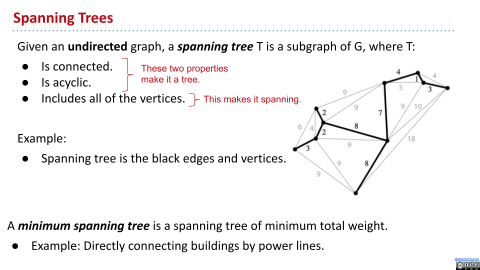 Spanning Trees
Given an undirected graph, a spanning tree T is a subgraph of G, where T:
● Is connected.
● Is acyclic.
● Includes all of the vertices.
These two properties
make it a tree.
This makes it spanning.
Example:
● Spanning tree is the black edges and vertices.
4
4
1
5
3
9
9
7
9
10
2
8
6
4
2
9
18
3
8
9
A minimum spanning tree is a spanning tree of minimum total weight.
● Example: Directly connecting buildings by power lines.